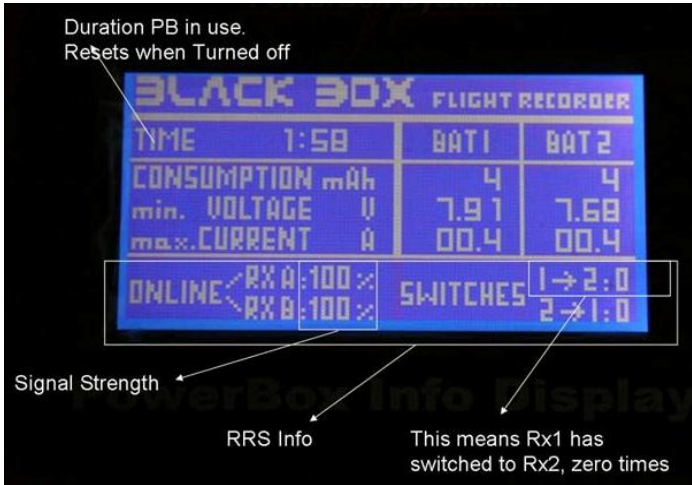 Duration PB in use.
Resets when Turned off
BLACK BOX FLIGHT RECORDER
TIME 1:58 BAT1 BAT2
CONSUMPTION mAh 4 4
min. VOLTAGE V 7.91 7.68
max.CURRENT A 00.4 00.4
ONLINE RX A:100% SWITCHES 1→2:0
RX B:100% 2→1:0
Signal Strength
PowerBox Info Display
RRS Info
This means Rx1 has
switched to Rx2, zero times